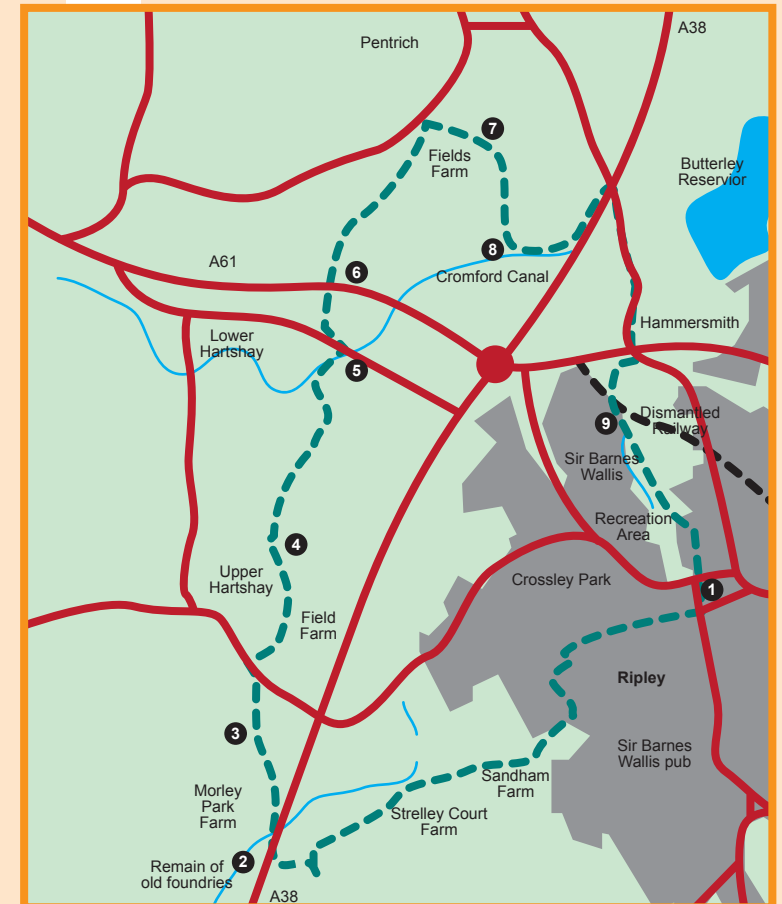 A38
Pentrich
7
Fields
Farm
Butterley
Reservior
8
A61
6
Cromford Canal
Hammersmith
Lower
Hartshay
5
Dismantled
Railway
9
Sir Barnes
Wallis
Recreation
Area
4
Upper
Hartshay
Crossley Park
1
Field
Farm
Ripley
3
Sir Barnes
Wallis pub
Morley
Park
Farm
Sandham
Farm
Strelley Court
Farm
2
Remain of
old foundries
A38